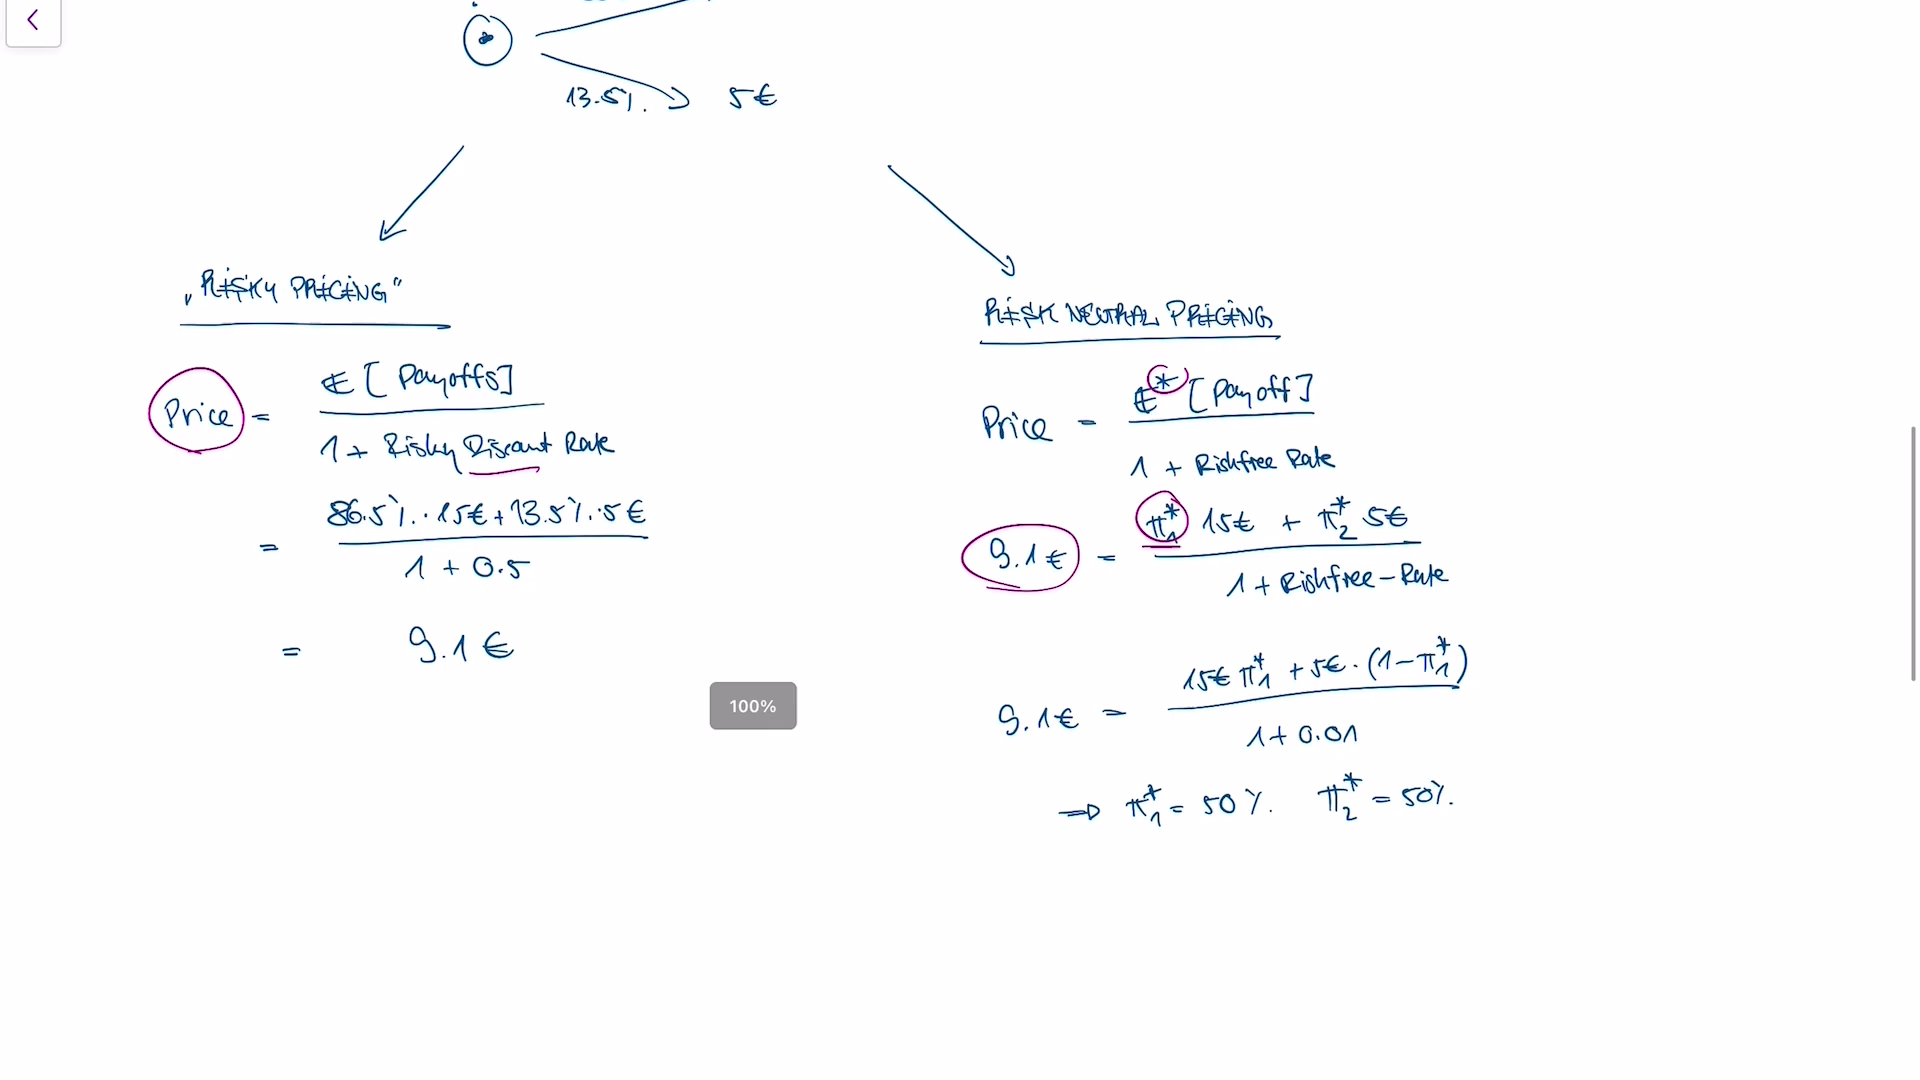 13.5%. 5€
"RISKY PRICING"
Price = E [ Payoffs ]
1 + Risky Discount Rate
= 86.5%. · 15€ + 13.5%. · 5€
1 + 0.5
= 9.1 €
100%
RISK NEUTRAL PRICING
Price = E* [ Payoff ]
1 + Riskfree Rate
9.1€ = π₁* 15€ + π₂* 5€
1 + Riskfree-Rate
9.1€ = 15€ π₁* + 5€ · (1-π₁*)
1 + 0.01
⇒ π₁* = 50%. π₂* = 50%.